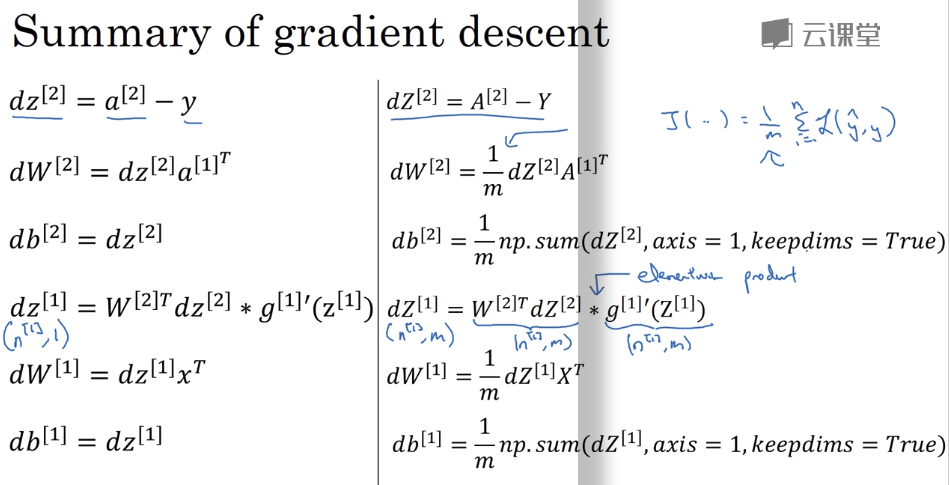 Summary of gradient descent
云课堂
dz^{[2]} = a^{[2]} − y
dW^{[2]} = dz^{[2]}a^{[1]^T}
db^{[2]} = dz^{[2]}
dz^{[1]} = W^{[2]T}dz^{[2]} * g^{[1]}′(z^{[1]})
(n^{[1]}, 1)
dW^{[1]} = dz^{[1]}x^T
db^{[1]} = dz^{[1]}
dZ^{[2]} = A^{[2]} − Y
J(..) = \frac{1}{m} \sum_{i=1}^{n} ℒ(ŷ, y)
dW^{[2]} = \frac{1}{m} dZ^{[2]}A^{[1]^T}
db^{[2]} = \frac{1}{m} np.sum(dZ^{[2]}, axis = 1, keepdims = True)
elementwise product
dZ^{[1]} = W^{[2]T}dZ^{[2]} * g^{[1]}′(Z^{[1]})
(n^{[1]}, m) (n^{[1]}, m) (n^{[1]}, m)
dW^{[1]} = \frac{1}{m} dZ^{[1]}X^T
db^{[1]} = \frac{1}{m} np.sum(dZ^{[1]}, axis = 1, keepdims = True)